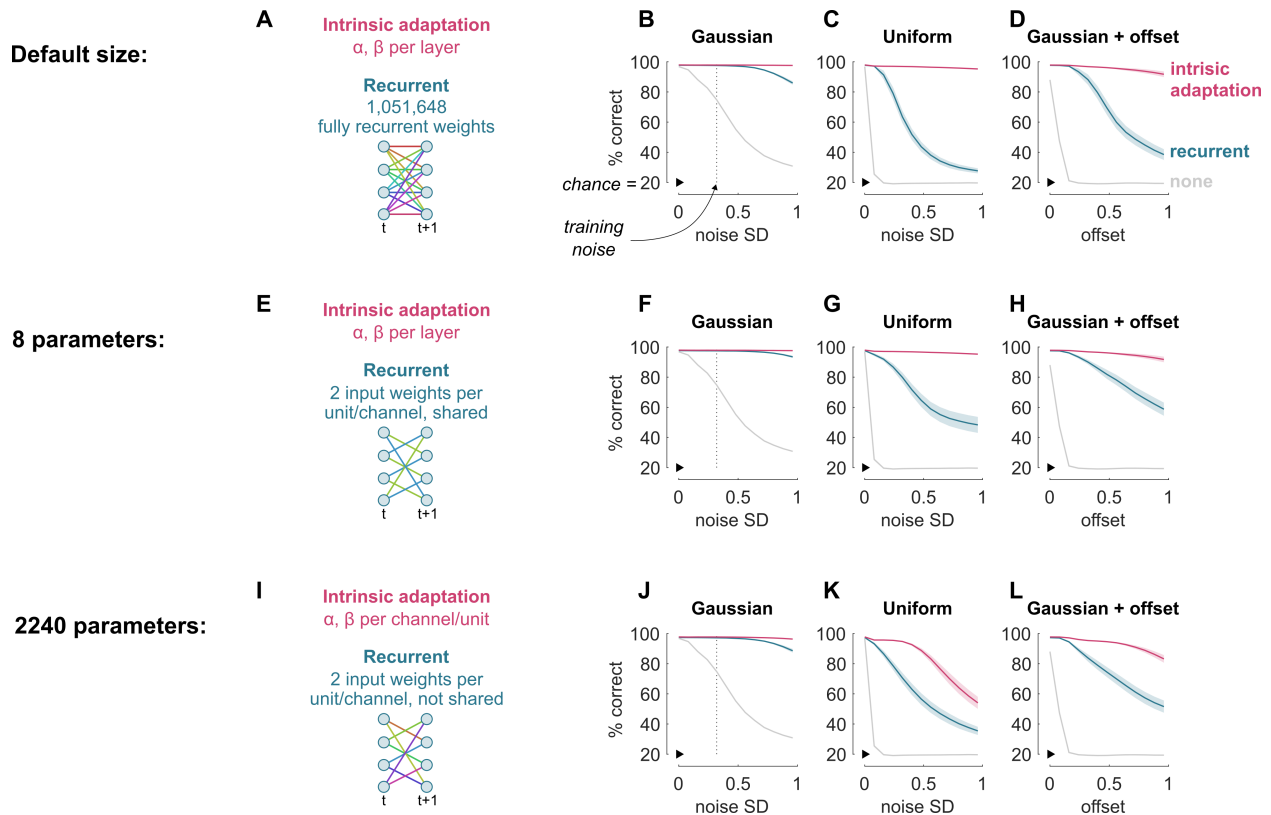 Default size:
A
Intrinsic adaptation
α, β per layer
Recurrent
1,051,648
fully recurrent weights
t
t+1
B
Gaussian
100
80
60
40
chance = 20
% correct
0
0.5
1
noise SD
training
noise
C
Uniform
100
80
60
40
20
0
0.5
1
noise SD
D
Gaussian + offset
100
80
60
40
20
0
0.5
1
offset
intrisic
adaptation
recurrent
none
8 parameters:
E
Intrinsic adaptation
α, β per layer
Recurrent
2 input weights per
unit/channel, shared
t
t+1
F
Gaussian
100
80
60
40
20
% correct
0
0.5
1
noise SD
G
Uniform
100
80
60
40
20
0
0.5
1
noise SD
H
Gaussian + offset
100
80
60
40
20
0
0.5
1
offset
2240 parameters:
I
Intrinsic adaptation
α, β per channel/unit
Recurrent
2 input weights per
unit/channel, not shared
t
t+1
J
Gaussian
100
80
60
40
20
% correct
0
0.5
1
noise SD
K
Uniform
100
80
60
40
20
0
0.5
1
noise SD
L
Gaussian + offset
100
80
60
40
20
0
0.5
1
offset